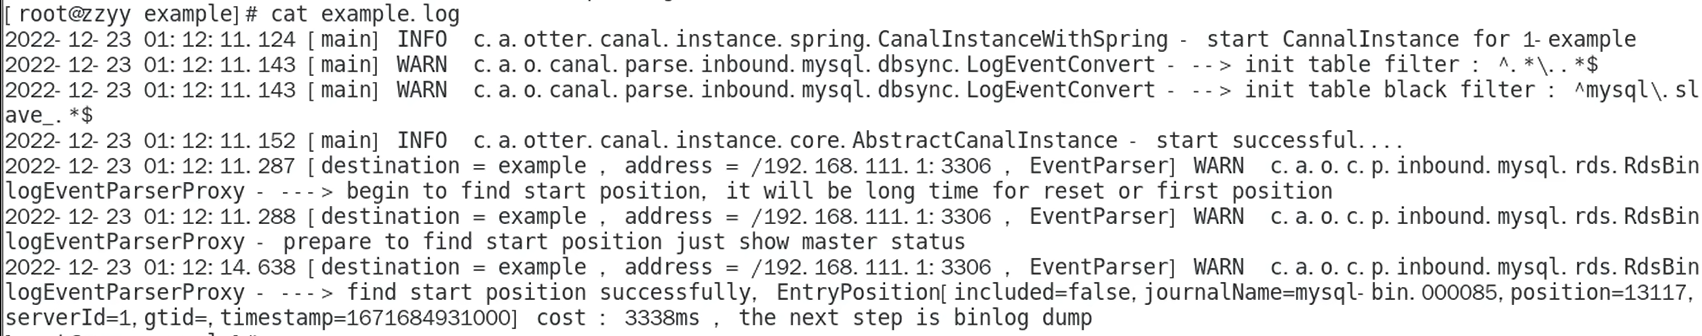 [root@zzyy example]# cat example.log
2022-12-23 01:12:11.124 [main] INFO  c.a.otter.canal.instance.spring.CanalInstanceWithSpring - start CannalInstance for 1-example
2022-12-23 01:12:11.143 [main] WARN  c.a.o.canal.parse.inbound.mysql.dbsync.LogEventConvert - --> init table filter : ^.*\..*$
2022-12-23 01:12:11.143 [main] WARN  c.a.o.canal.parse.inbound.mysql.dbsync.LogEventConvert - --> init table black filter : ^mysql\.sl
ave_.*$
2022-12-23 01:12:11.152 [main] INFO  c.a.otter.canal.instance.core.AbstractCanalInstance - start successful....
2022-12-23 01:12:11.287 [destination = example , address = /192.168.111.1:3306 , EventParser] WARN  c.a.o.c.p.inbound.mysql.rds.RdsBin
logEventParserProxy - ---> begin to find start position, it will be long time for reset or first position
2022-12-23 01:12:11.288 [destination = example , address = /192.168.111.1:3306 , EventParser] WARN  c.a.o.c.p.inbound.mysql.rds.RdsBin
logEventParserProxy - prepare to find start position just show master status
2022-12-23 01:12:14.638 [destination = example , address = /192.168.111.1:3306 , EventParser] WARN  c.a.o.c.p.inbound.mysql.rds.RdsBin
logEventParserProxy - ---> find start position successfully, EntryPosition[included=false,journalName=mysql-bin.000085,position=13117,
serverId=1,gtid=,timestamp=1671684931000] cost : 3338ms , the next step is binlog dump